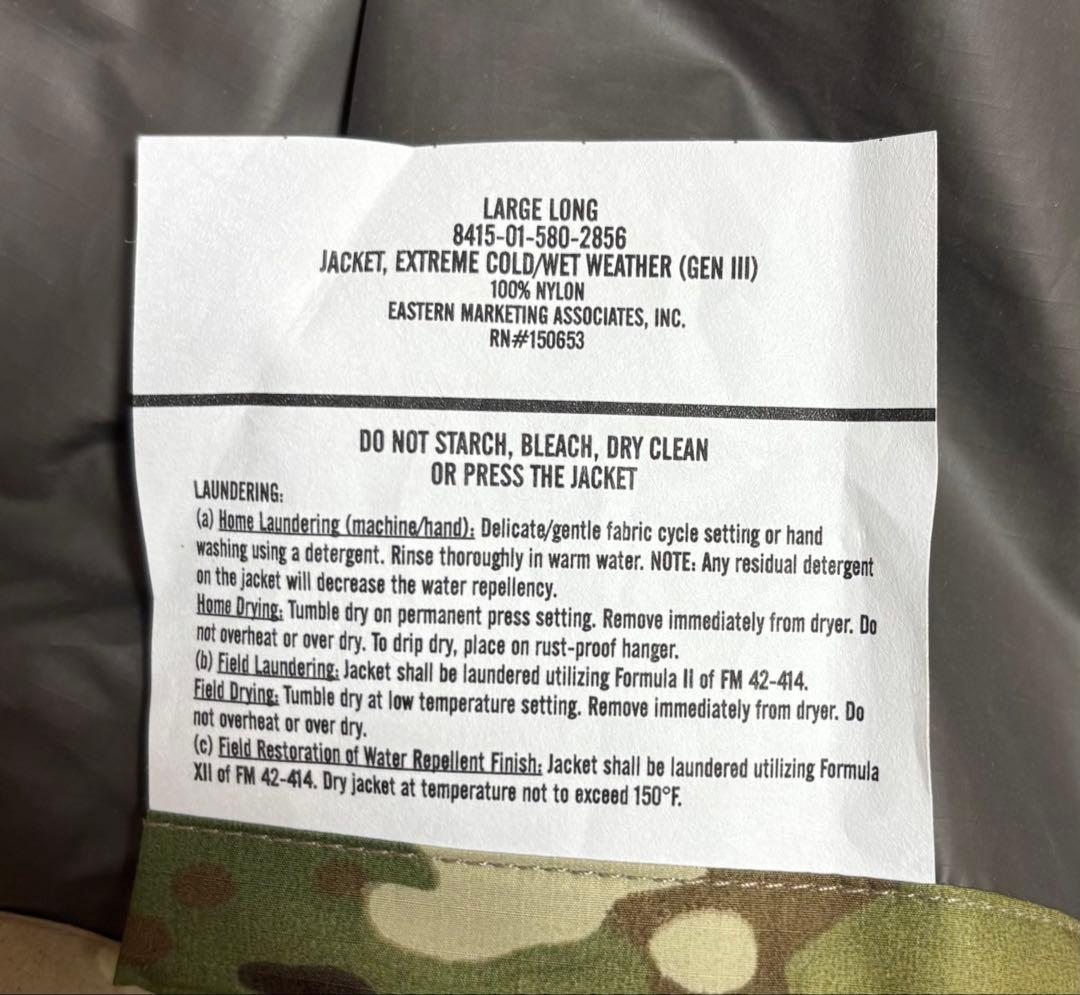 LARGE LONG
8415-01-580-2856
JACKET, EXTREME COLD/WET WEATHER (GEN III)
100% NYLON
EASTERN MARKETING ASSOCIATES, INC.
RN#150653
DO NOT STARCH, BLEACH, DRY CLEAN
OR PRESS THE JACKET
LAUNDERING:
(a) Home Laundering (machine/hand): Delicate/gentle fabric cycle setting or hand
washing using a detergent. Rinse thoroughly in warm water. NOTE: Any residual detergent
on the jacket will decrease the water repellency.
Home Drying: Tumble dry on permanent press setting. Remove immediately from dryer. Do
not overheat or over dry. To drip dry, place on rust-proof hanger.
(b) Field Laundering: Jacket shall be laundered utilizing Formula II of FM 42-414.
Field Drying: Tumble dry at low temperature setting. Remove immediately from dryer. Do
not overheat or over dry.
(c) Field Restoration of Water Repellent Finish: Jacket shall be laundered utilizing Formula
XII of FM 42-414. Dry jacket at temperature not to exceed 150°F.